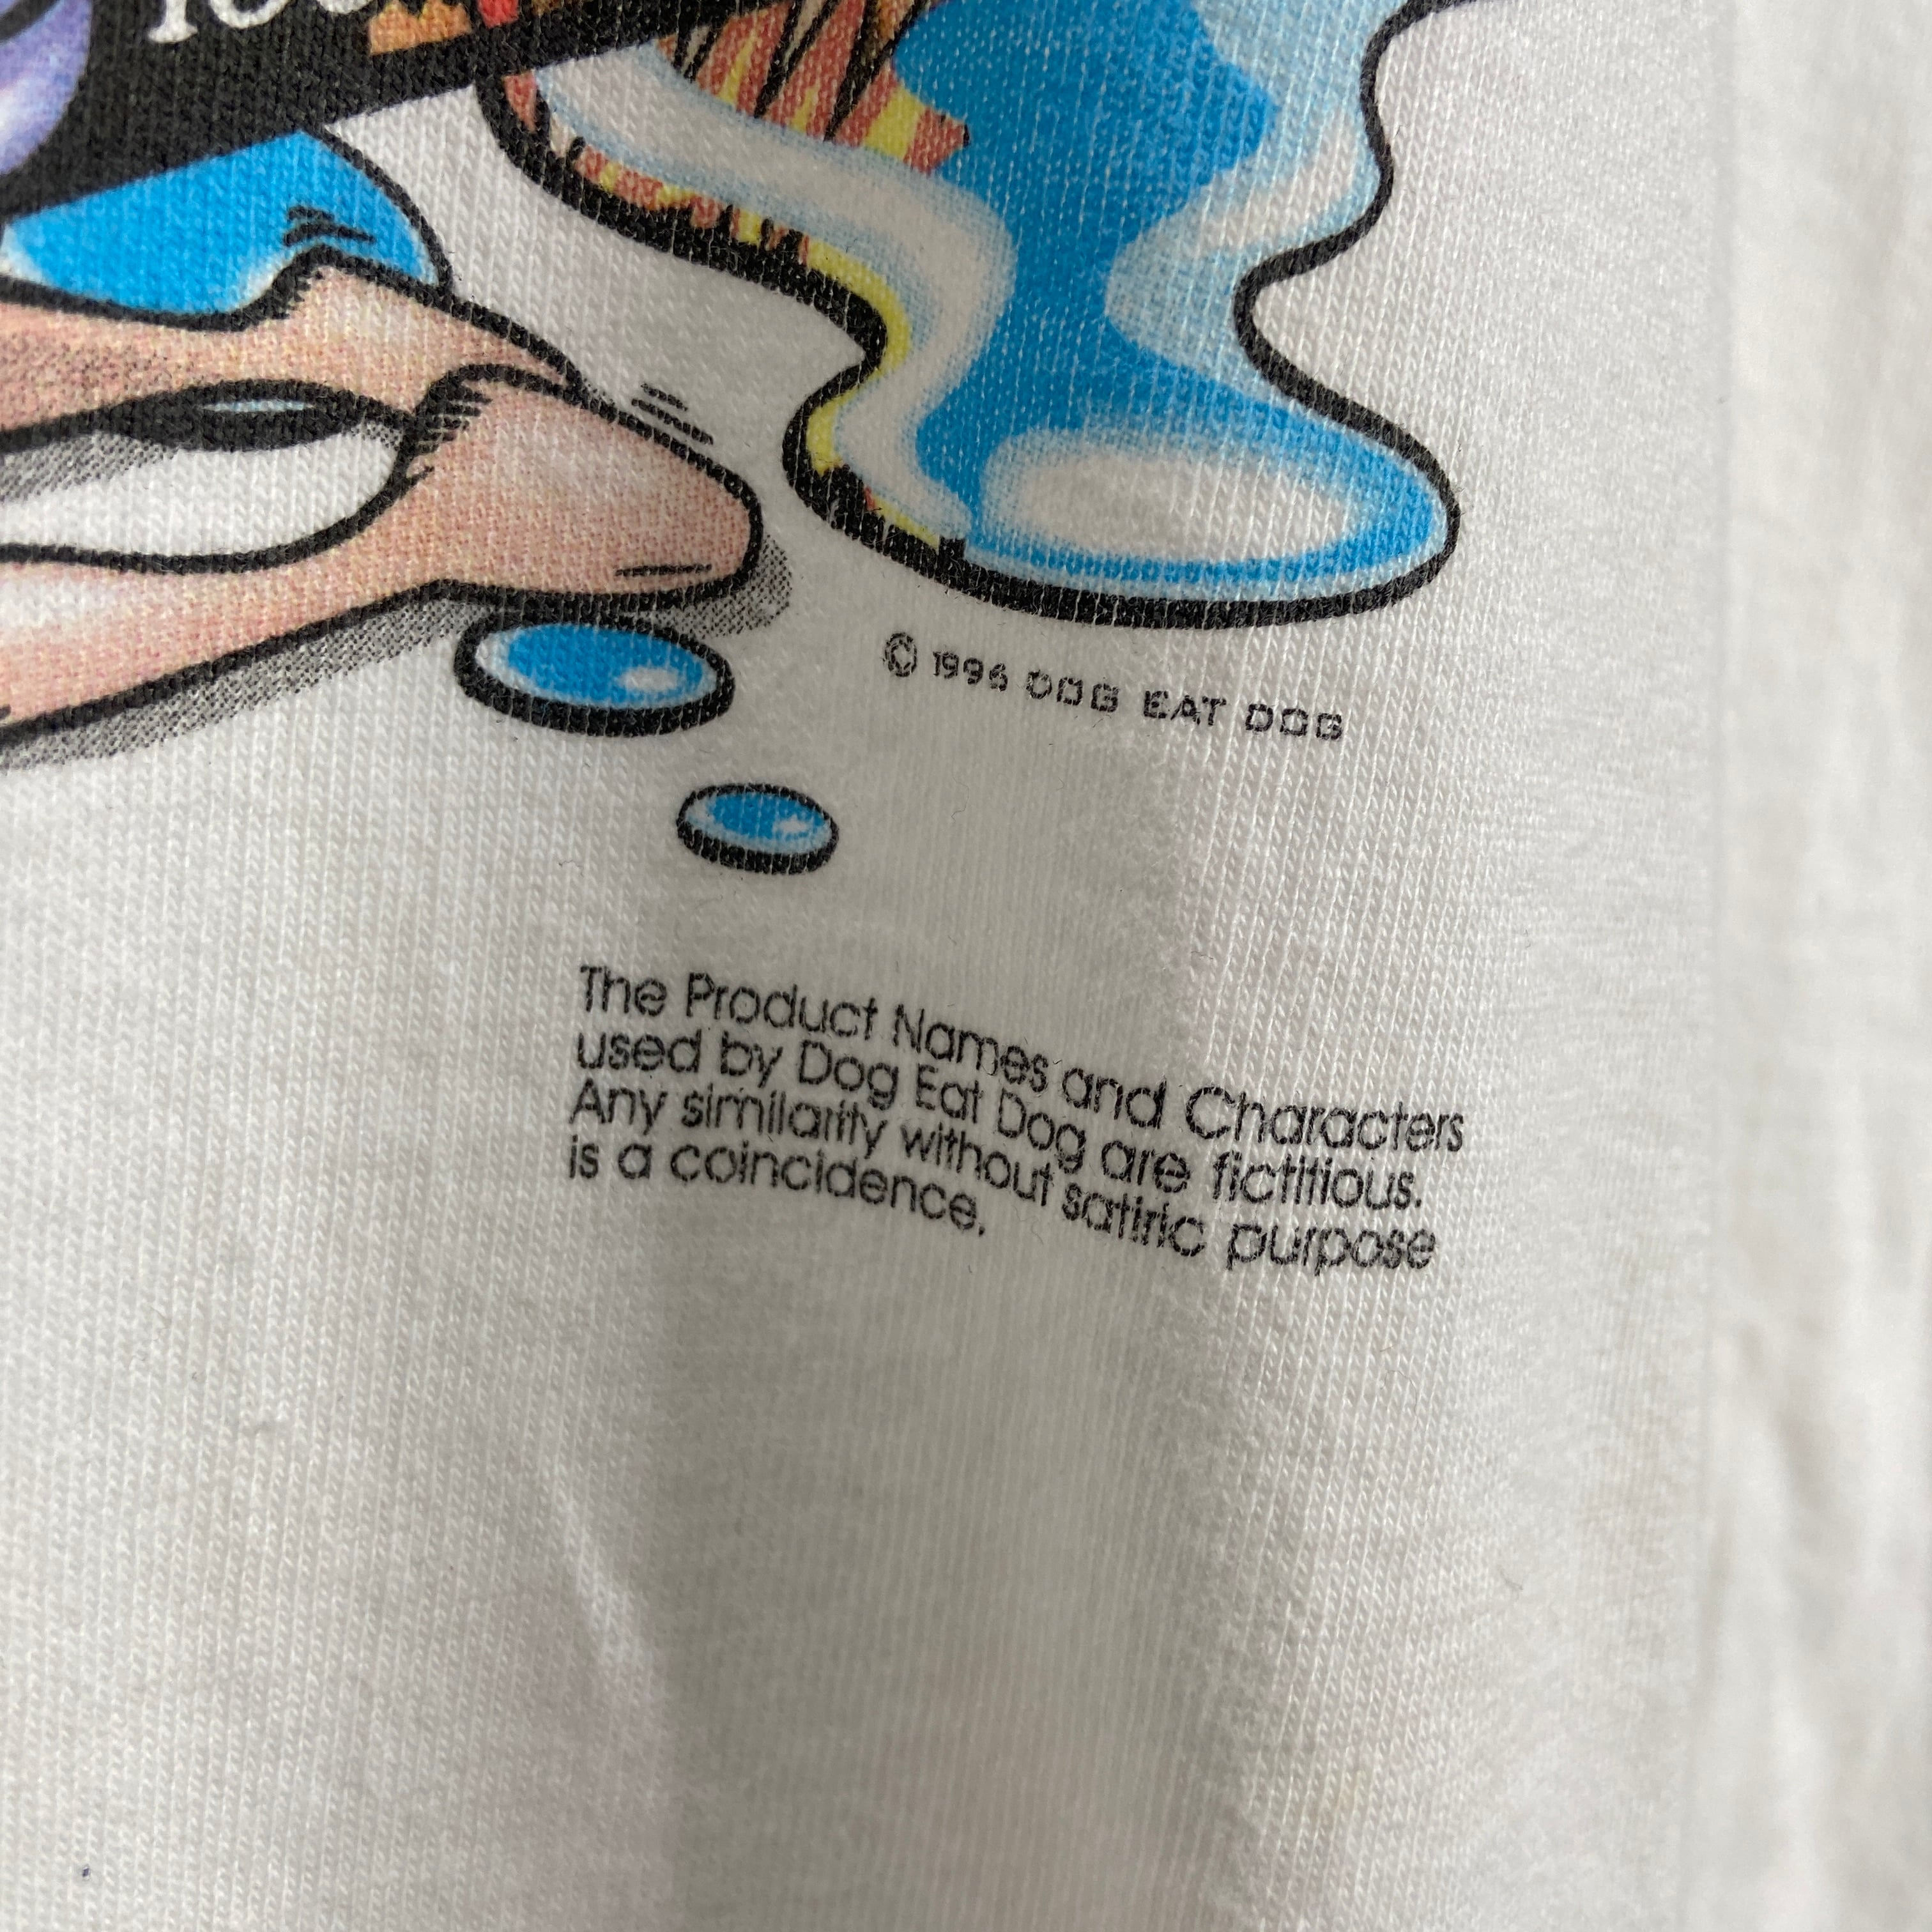 © 1996 DOG EAT DOG
The Product Names and Characters
used by Dog Eat Dog are fictitious.
Any similarity without satiric purpose
is a coincidence.